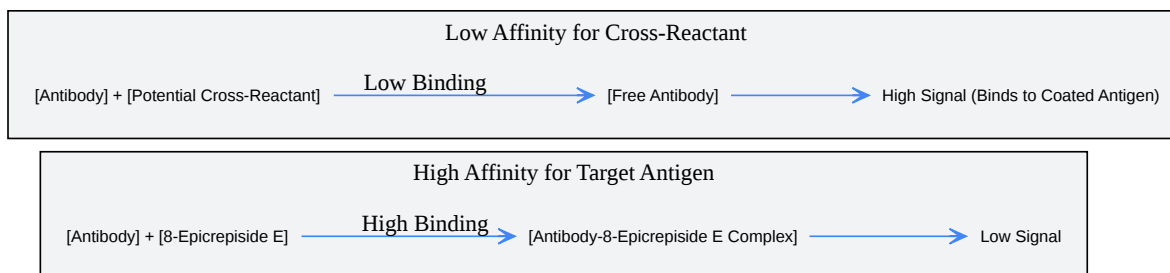 Low Affinity for Cross-Reactant
Low Binding
[Antibody] + [Potential Cross-Reactant] [Free Antibody] High Signal (Binds to Coated Antigen)
High Affinity for Target Antigen
High Binding
[Antibody] + [8-Epicrepiside E] [Antibody-8-Epicrepiside E Complex] Low Signal